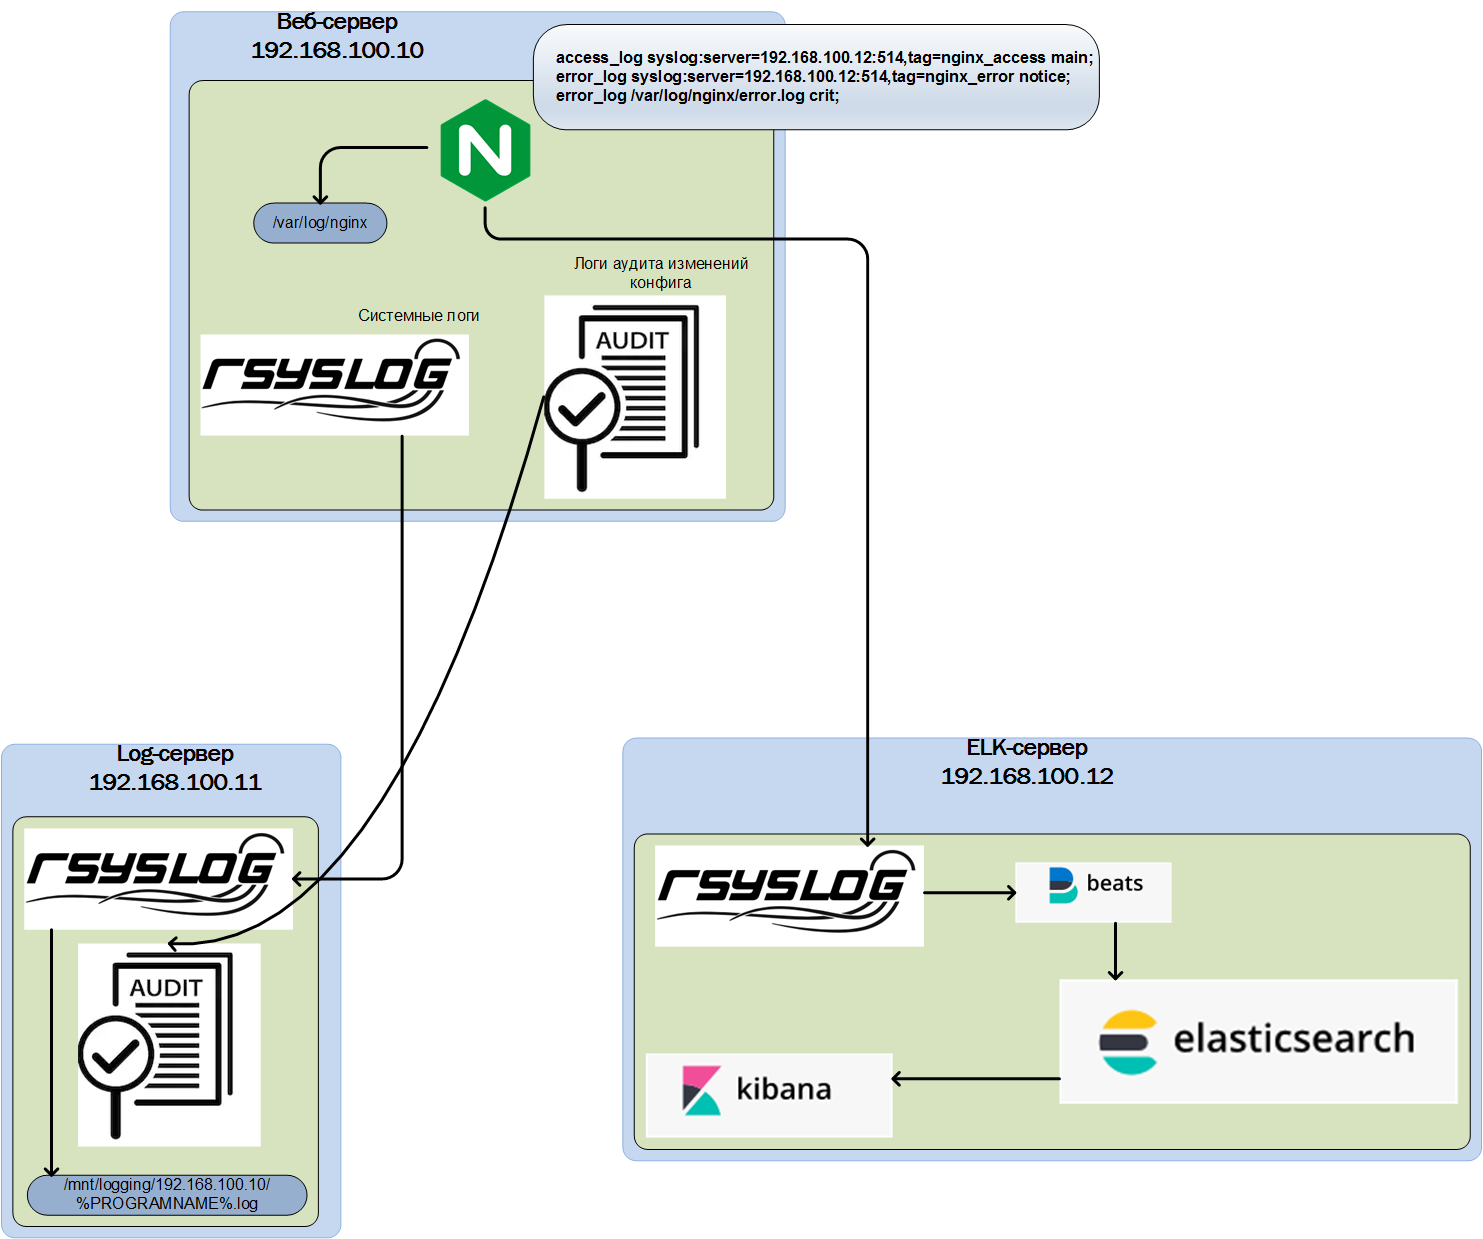 Веб-сервер
192.168.100.10
access_log syslog:server=192.168.100.12:514,tag=nginx_access main;
error_log syslog:server=192.168.100.12:514,tag=nginx_error notice;
error_log /var/log/nginx/error.log crit;
N
/var/log/nginx
Логи аудита изменений
конфига
Системные логи
rsyslog
AUDIT
Log-сервер
192.168.100.11
rsyslog
AUDIT
/mnt/logging/192.168.100.10/
%PROGRAMNAME%.log
ELK-сервер
192.168.100.12
rsyslog
beats
elasticsearch
kibana